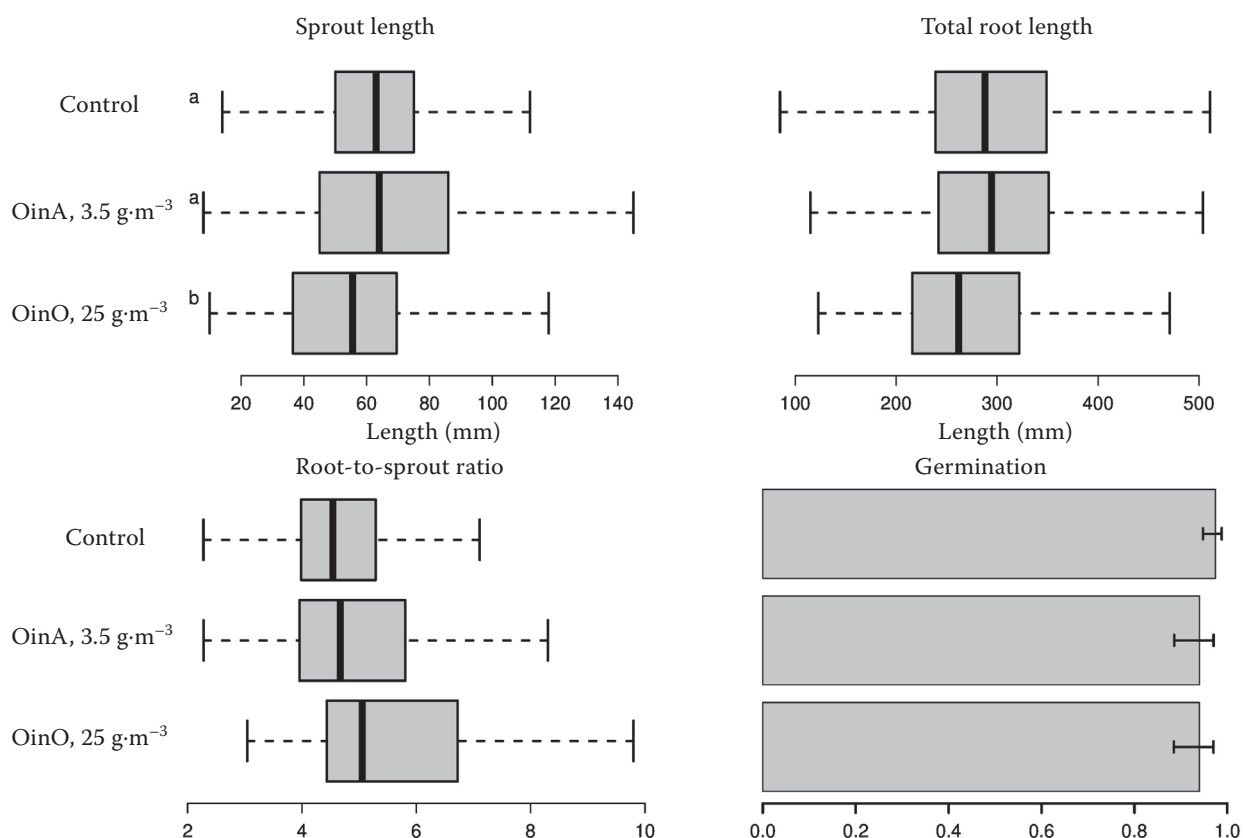 Sprout length
Total root length
Control
a
OinA, 3.5 g·m⁻³
a
OinO, 25 g·m⁻³
b
20 40 60 80 100 120 140
100 200 300 400 500
Length (mm)
Length (mm)
Root-to-sprout ratio
Germination
Control
OinA, 3.5 g·m⁻³
OinO, 25 g·m⁻³
2 4 6 8 10
0.0 0.2 0.4 0.6 0.8 1.0